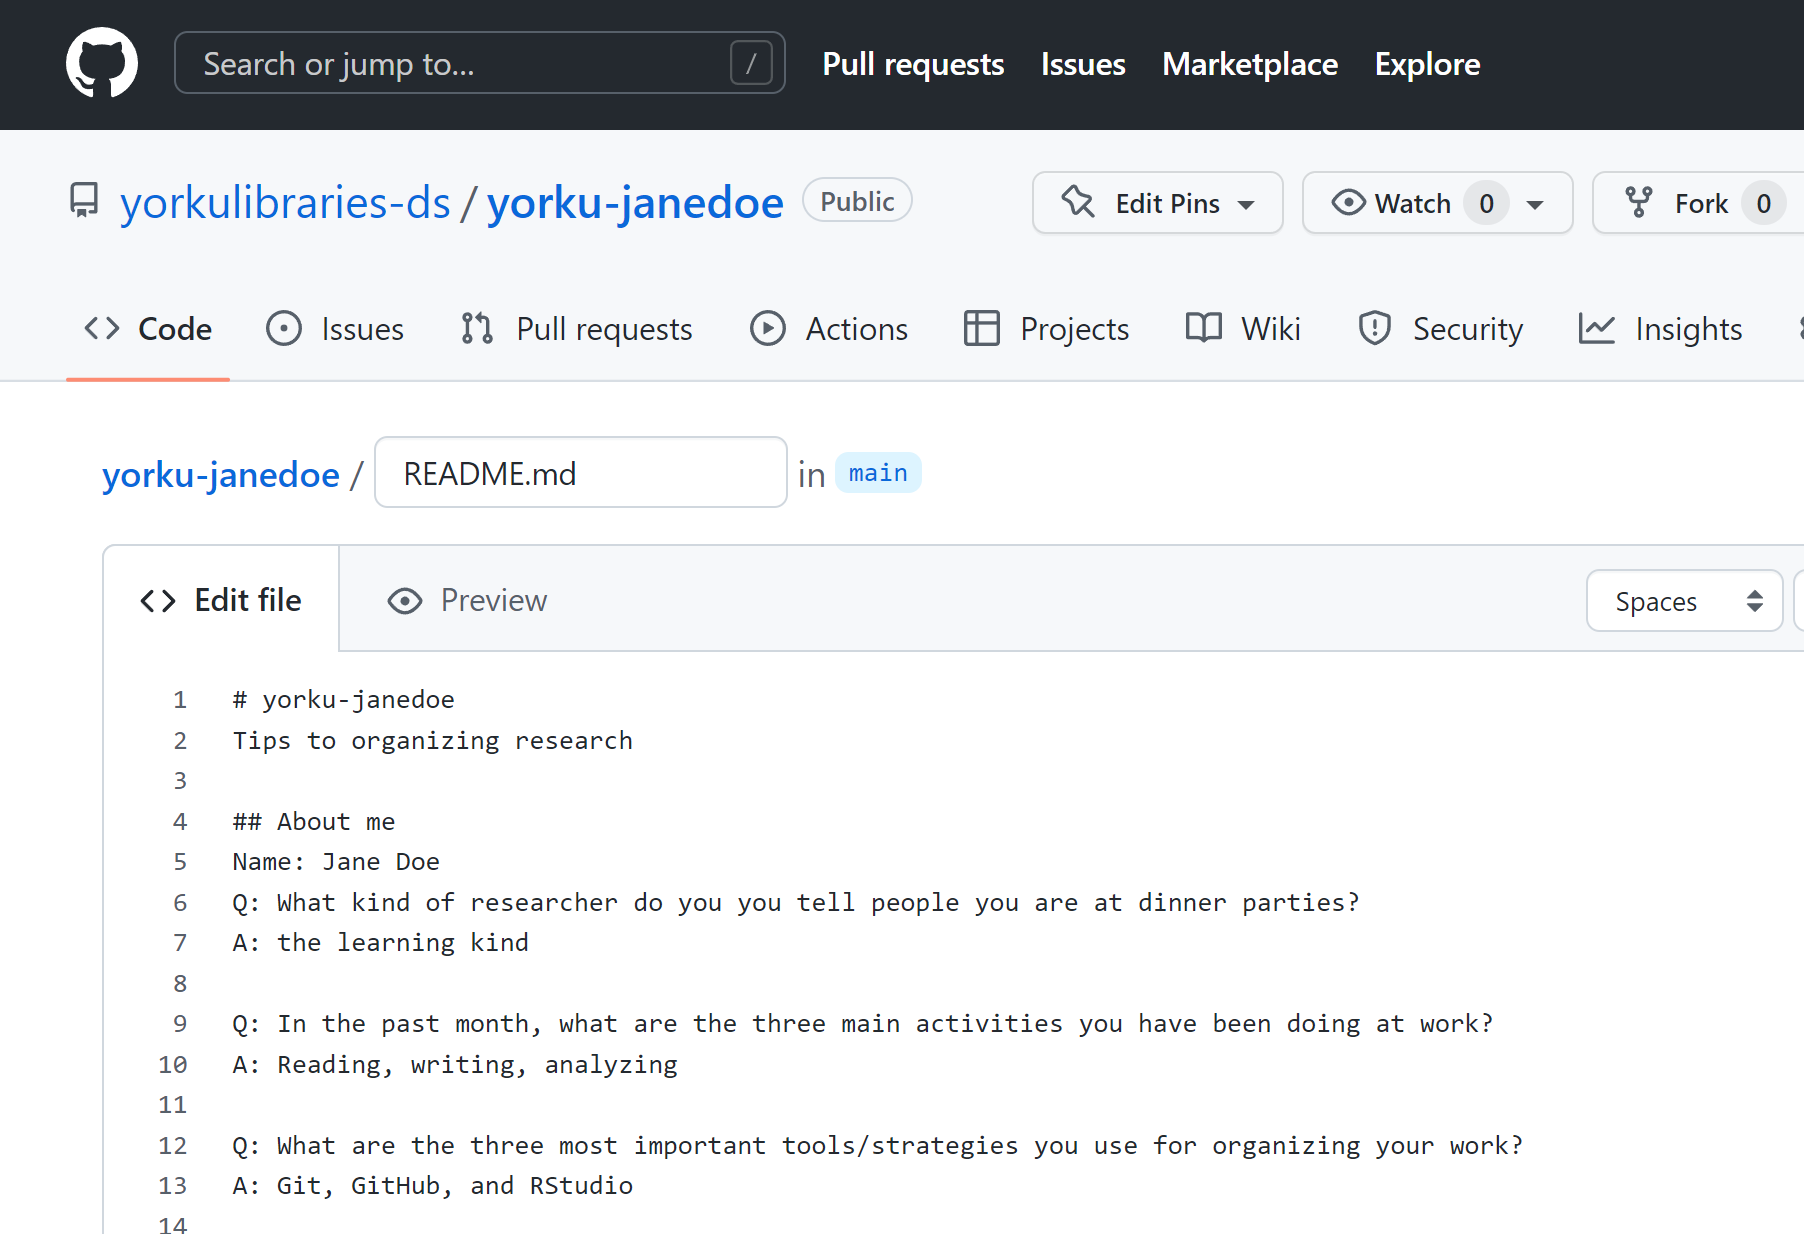 Search or jump to... /
Pull requests Issues Marketplace Explore
yorkulibraries-ds / yorku-janedoe Public
Edit Pins Watch 0 Fork 0
Code Issues Pull requests Actions Projects Wiki Security Insights
yorku-janedoe / README.md in main
Edit file Preview Spaces
1 # yorku-janedoe
2 Tips to organizing research
3
4 ## About me
5 Name: Jane Doe
6 Q: What kind of researcher do you you tell people you are at dinner parties?
7 A: the learning kind
8
9 Q: In the past month, what are the three main activities you have been doing at work?
10 A: Reading, writing, analyzing
11
12 Q: What are the three most important tools/strategies you use for organizing your work?
13 A: Git, GitHub, and RStudio
14